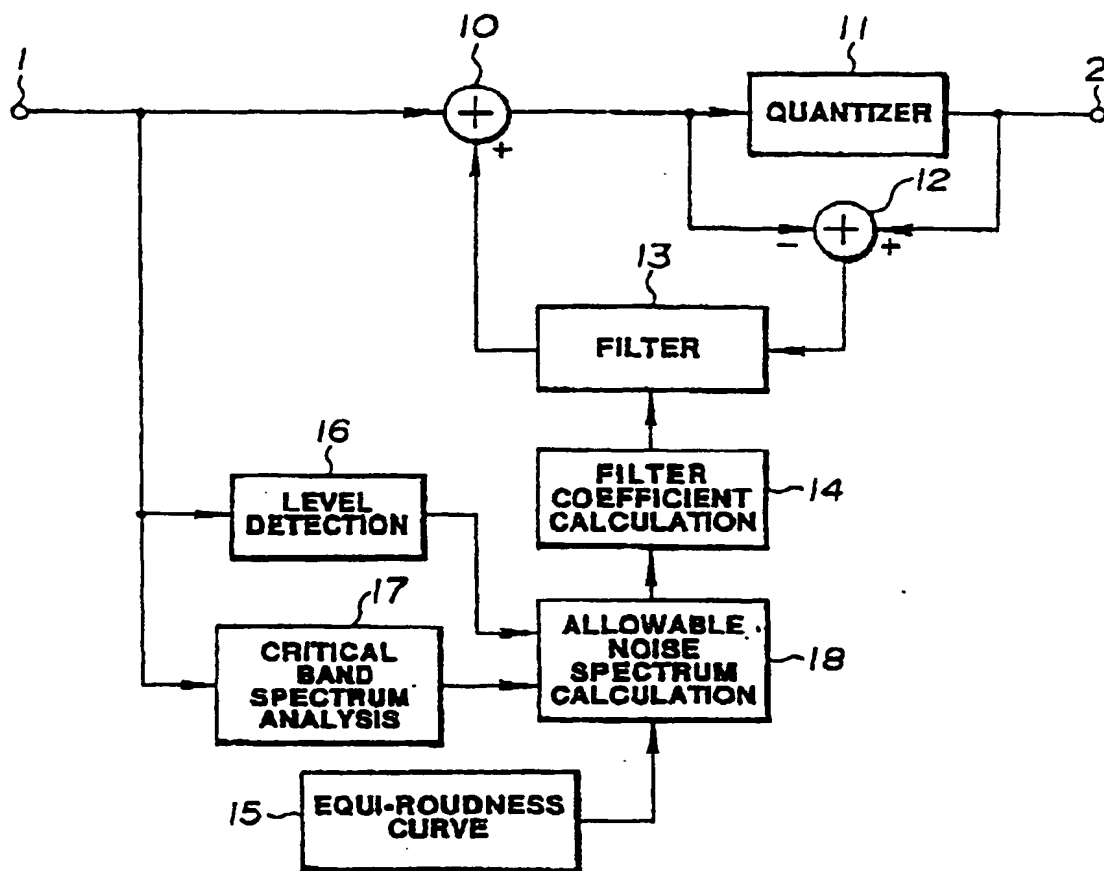 1
10
11
2
+
+
QUANTIZER
12
-
+
+
13
FILTER
16
LEVEL
DETECTION
FILTER
COEFFICIENT
CALCULATION
14
17
CRITICAL
BAND
SPECTRUM
ANALYSIS
ALLOWABLE
NOISE
SPECTRUM
CALCULATION
18
15
EQUI-ROUDNESS
CURVE